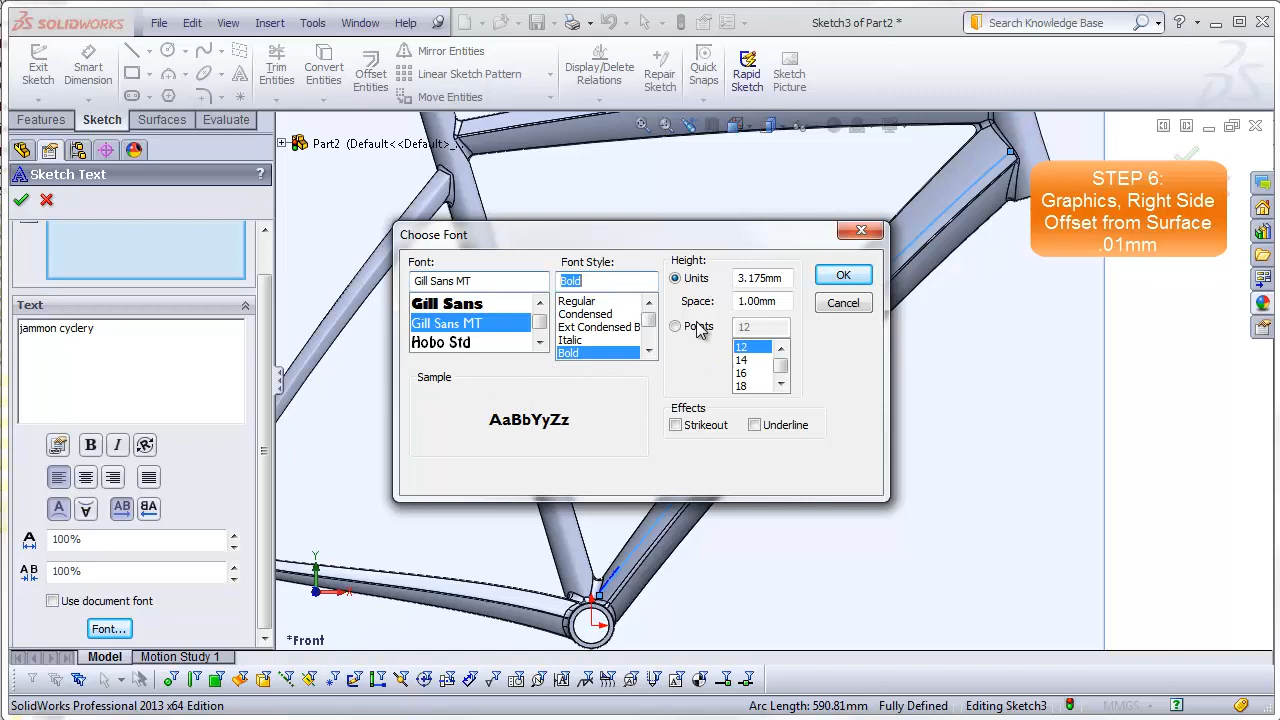 SOLIDWORKS
File Edit View Insert Tools Window Help
Sketch3 of Part2 *
Search Knowledge Base
Exit Sketch
Smart Dimension
Trim Entities
Convert Entities
Offset Entities
Mirror Entities
Linear Sketch Pattern
Move Entities
Display/Delete Relations
Repair Sketch
Quick Snaps
Rapid Sketch
Sketch Picture
Features Sketch Surfaces Evaluate
Part2 (Default<<Default>_
Sketch Text
?
STEP 6:
Graphics, Right Side
Offset from Surface
.01mm
Text
jammon cyclery
B I
A A AB AB
A 100%
AB 100%
Use document font
Font...
Choose Font
Font:
Gill Sans MT
Gill Sans
Gill Sans MT
Hobo Std
Font Style:
Bold
Regular
Condensed
Ext Condensed B
Italic
Bold
Height:
Units 3.175mm
Space: 1.00mm
Points 12
12
14
16
18
OK
Cancel
Sample
AaBbYyZz
Effects
Strikeout Underline
Y
X
*Front
Model Motion Study 1
SolidWorks Professional 2013 x64 Edition
Arc Length: 590.81mm Fully Defined Editing Sketch3 MMGS